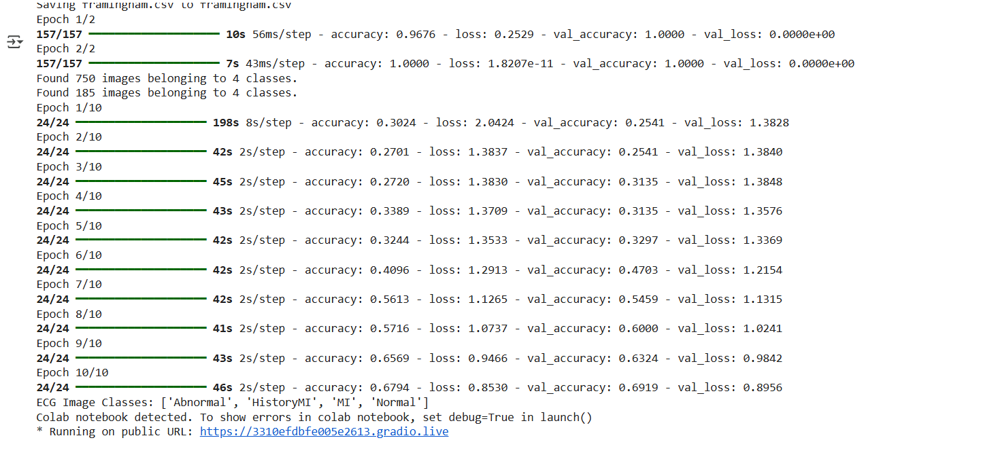 Saving framingham.csv to framingham.csv
Epoch 1/2
157/157 10s 56ms/step - accuracy: 0.9676 - loss: 0.2529 - val_accuracy: 1.0000 - val_loss: 0.0000e+00
Epoch 2/2
157/157 7s 43ms/step - accuracy: 1.0000 - loss: 1.8207e-11 - val_accuracy: 1.0000 - val_loss: 0.0000e+00
Found 750 images belonging to 4 classes.
Found 185 images belonging to 4 classes.
Epoch 1/10
24/24 198s 8s/step - accuracy: 0.3024 - loss: 2.0424 - val_accuracy: 0.2541 - val_loss: 1.3828
Epoch 2/10
24/24 42s 2s/step - accuracy: 0.2701 - loss: 1.3837 - val_accuracy: 0.2541 - val_loss: 1.3840
Epoch 3/10
24/24 45s 2s/step - accuracy: 0.2720 - loss: 1.3830 - val_accuracy: 0.3135 - val_loss: 1.3848
Epoch 4/10
24/24 43s 2s/step - accuracy: 0.3389 - loss: 1.3709 - val_accuracy: 0.3135 - val_loss: 1.3576
Epoch 5/10
24/24 42s 2s/step - accuracy: 0.3244 - loss: 1.3533 - val_accuracy: 0.3297 - val_loss: 1.3369
Epoch 6/10
24/24 42s 2s/step - accuracy: 0.4096 - loss: 1.2913 - val_accuracy: 0.4703 - val_loss: 1.2154
Epoch 7/10
24/24 42s 2s/step - accuracy: 0.5613 - loss: 1.1265 - val_accuracy: 0.5459 - val_loss: 1.1315
Epoch 8/10
24/24 41s 2s/step - accuracy: 0.5716 - loss: 1.0737 - val_accuracy: 0.6000 - val_loss: 1.0241
Epoch 9/10
24/24 43s 2s/step - accuracy: 0.6569 - loss: 0.9466 - val_accuracy: 0.6324 - val_loss: 0.9842
Epoch 10/10
24/24 46s 2s/step - accuracy: 0.6794 - loss: 0.8530 - val_accuracy: 0.6919 - val_loss: 0.8956
ECG Image Classes: ['Abnormal', 'HistoryMI', 'MI', 'Normal']
Colab notebook detected. To show errors in colab notebook, set debug=True in launch()
* Running on public URL: https://3310efdbfe005e2613.gradio.live